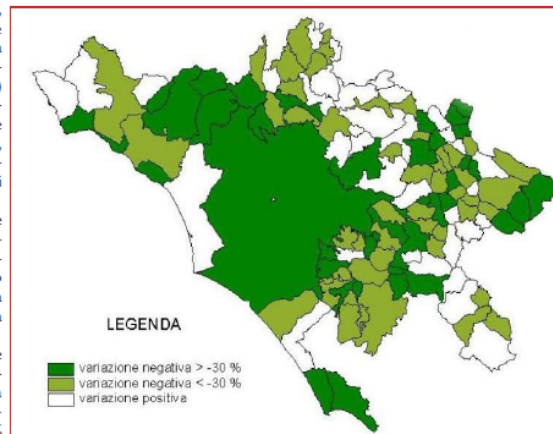 LEGENDA
variazione negativa > -30 %
variazione negativa < -30 %
variazione positiva